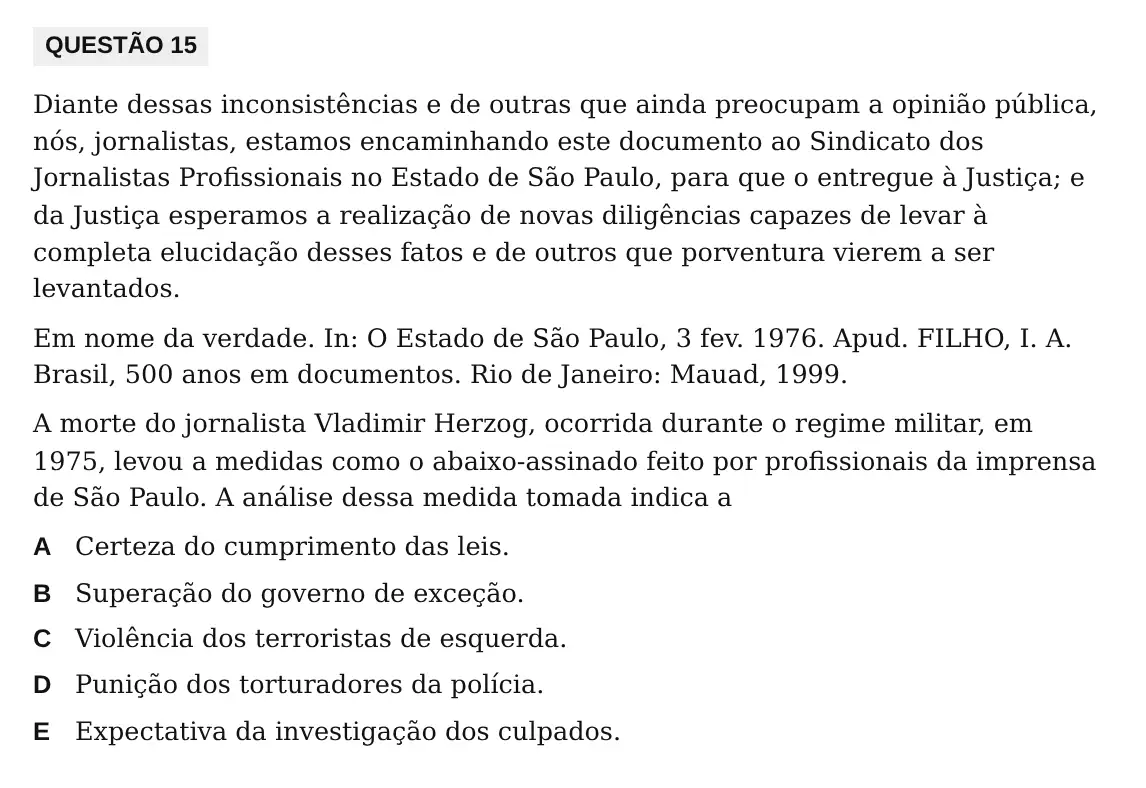 QUESTÃO 15
Diante dessas inconsistências e de outras que ainda preocupam a opinião pública,
nós, jornalistas, estamos encaminhando este documento ao Sindicato dos
Jornalistas Profissionais no Estado de São Paulo, para que o entregue à Justiça; e
da Justiça esperamos a realização de novas diligências capazes de levar à
completa elucidação desses fatos e de outros que porventura vierem a ser
levantados.
Em nome da verdade. In: O Estado de São Paulo, 3 fev. 1976. Apud. FILHO, I. A.
Brasil, 500 anos em documentos. Rio de Janeiro: Mauad, 1999.
A morte do jornalista Vladimir Herzog, ocorrida durante o regime militar, em
1975, levou a medidas como o abaixo-assinado feito por profissionais da imprensa
de São Paulo. A análise dessa medida tomada indica a
A Certeza do cumprimento das leis.
B Superação do governo de exceção.
C Violência dos terroristas de esquerda.
D Punição dos torturadores da polícia.
E Expectativa da investigação dos culpados.